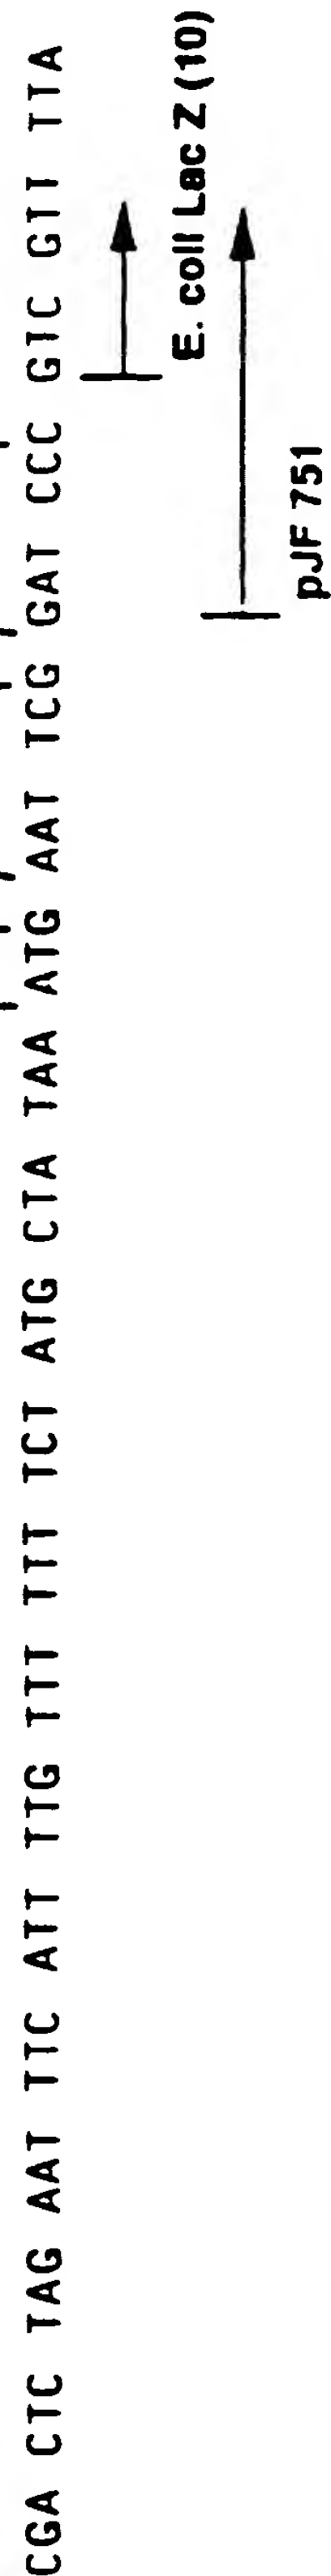 CGA CTC TAG AAT TTC ATT TTG TTT TTT TCT ATG CTA TAA ATG AAT TCG GAT CCC GTC GTT TTA
E. coli Lac Z (10)
pJF 751